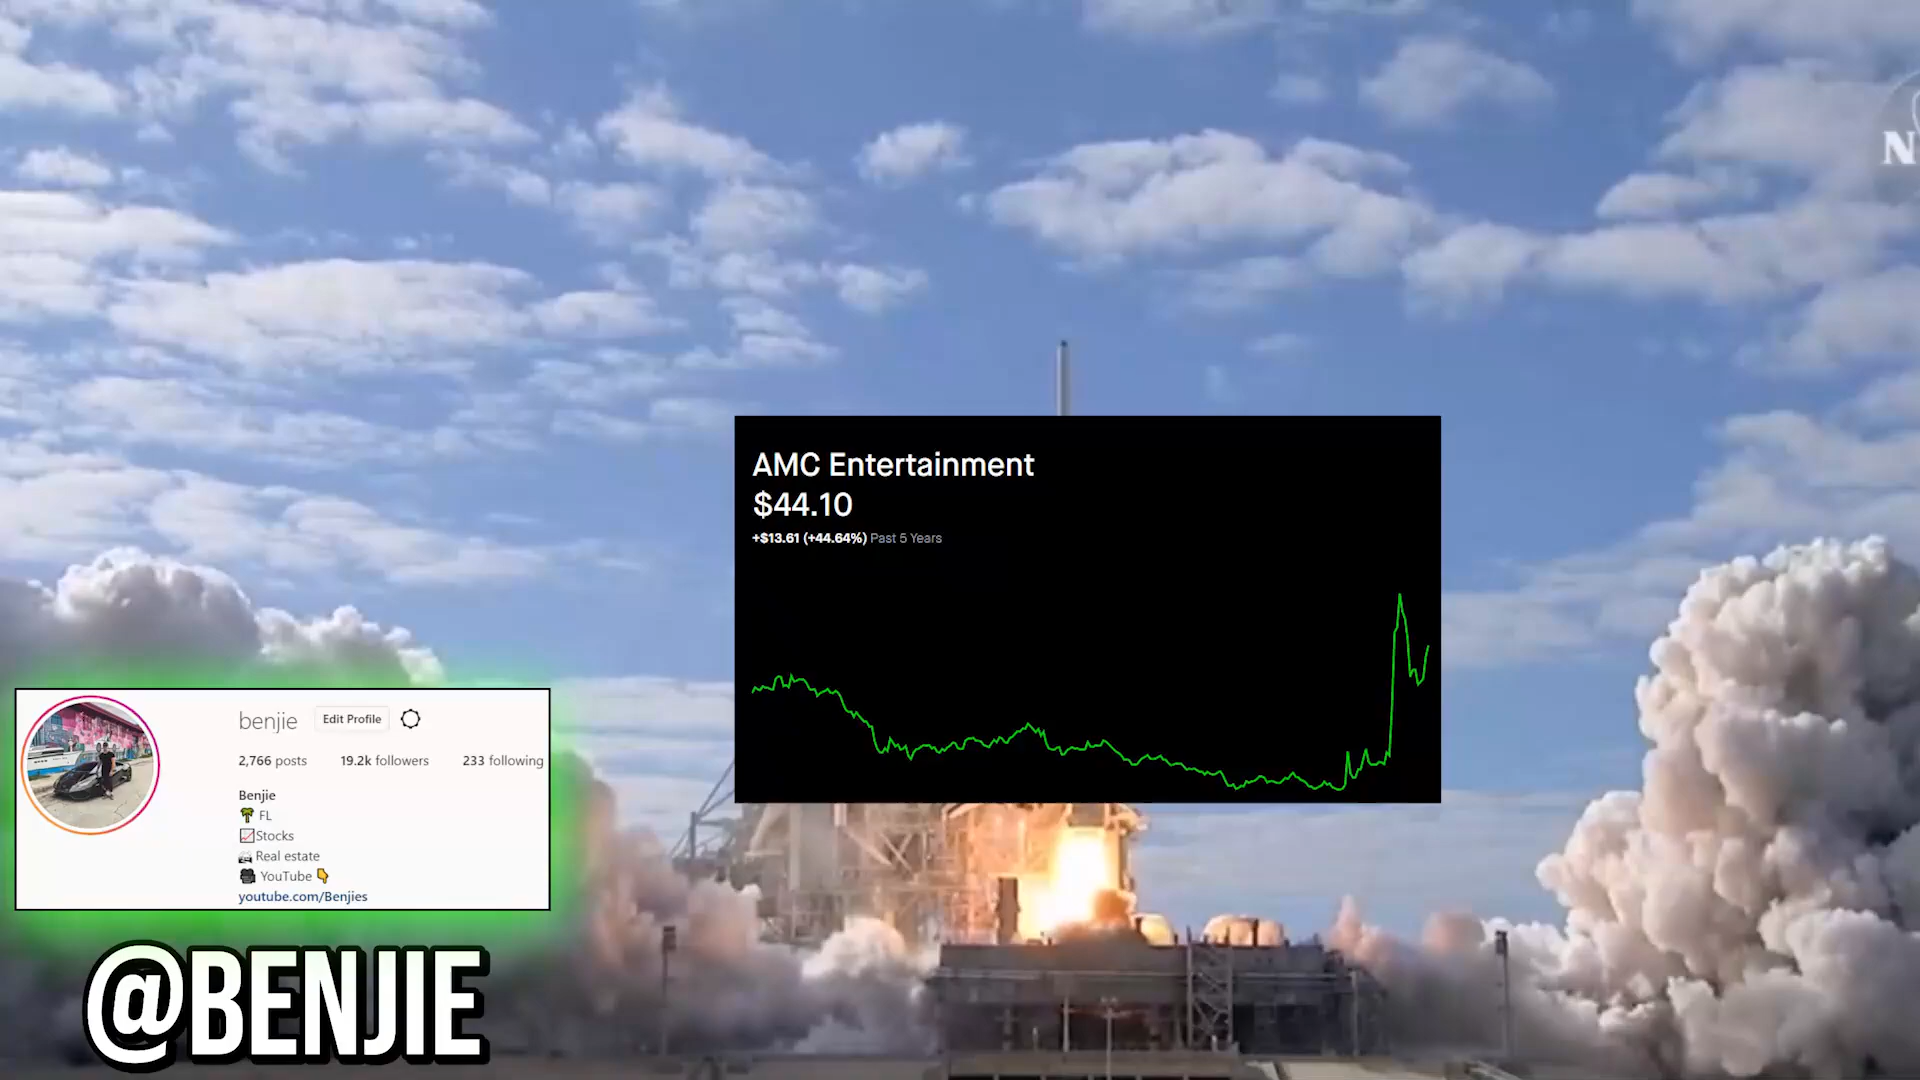 AMC Entertainment
$44.10
+$13.61 (+44.64%) Past 5 Years
benjie Edit Profile
2,766 posts 19.2k followers 233 following
Benjie
🌴 FL
📈Stocks
Real estate
🎥 YouTube 👇
youtube.com/Benjies
@BENJIE